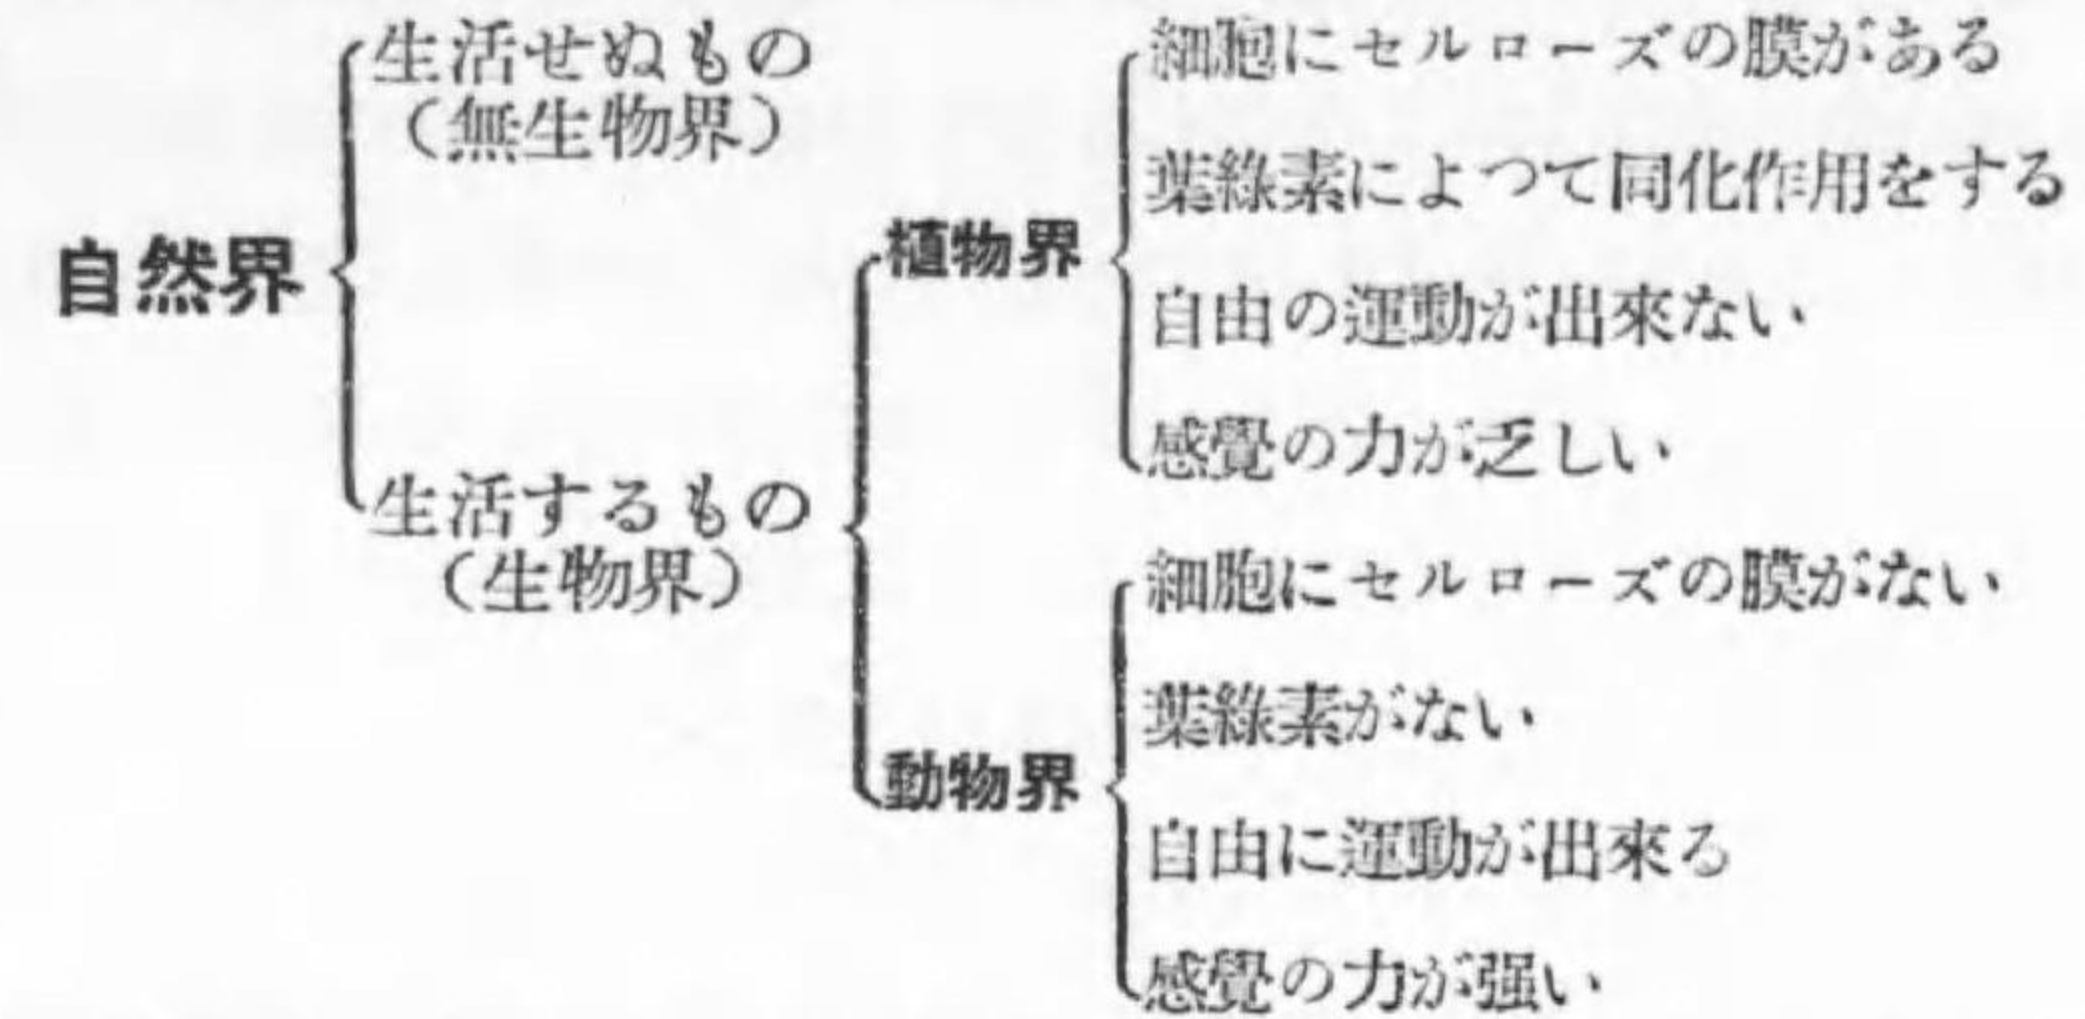 自然界
生活せぬもの
(無生物界)
生活するもの
(生物界)
植物界
細胞にセルローズの膜がある
葉綠素によつて同化作用をする
自由の運動が出來ない
感覺の力が乏しい
動物界
細胞にセルローズの膜がない
葉綠素がない
自由に運動が出來る
感覺の力が强い